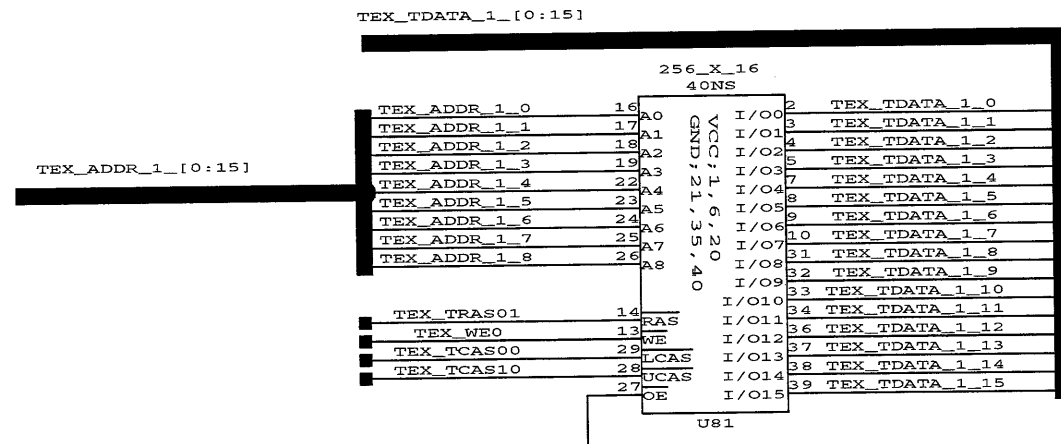 TEX_TDATA_1_[0:15]
256_X_16
40NS
TEX_ADDR_1_[0:15]
TEX_ADDR_1_0 16 A0 I/O0 2 TEX_TDATA_1_0
TEX_ADDR_1_1 17 A1 I/O1 3 TEX_TDATA_1_1
TEX_ADDR_1_2 18 A2 I/O2 4 TEX_TDATA_1_2
TEX_ADDR_1_3 19 A3 I/O3 5 TEX_TDATA_1_3
TEX_ADDR_1_4 22 A4 I/O4 7 TEX_TDATA_1_4
TEX_ADDR_1_5 23 A5 I/O5 8 TEX_TDATA_1_5
TEX_ADDR_1_6 24 A6 I/O6 9 TEX_TDATA_1_6
TEX_ADDR_1_7 25 A7 I/O7 10 TEX_TDATA_1_7
TEX_ADDR_1_8 26 A8 I/O8 31 TEX_TDATA_1_8
I/O9 32 TEX_TDATA_1_9
I/O10 33 TEX_TDATA_1_10
TEX_TRAS01 14 RAS I/O11 34 TEX_TDATA_1_11
TEX_WE0 13 WE I/O12 36 TEX_TDATA_1_12
TEX_TCAS00 29 LCAS I/O13 37 TEX_TDATA_1_13
TEX_TCAS10 28 UCAS I/O14 38 TEX_TDATA_1_14
27 OE I/O15 39 TEX_TDATA_1_15
VCC;1,6,20
GND;21,35,40
U81